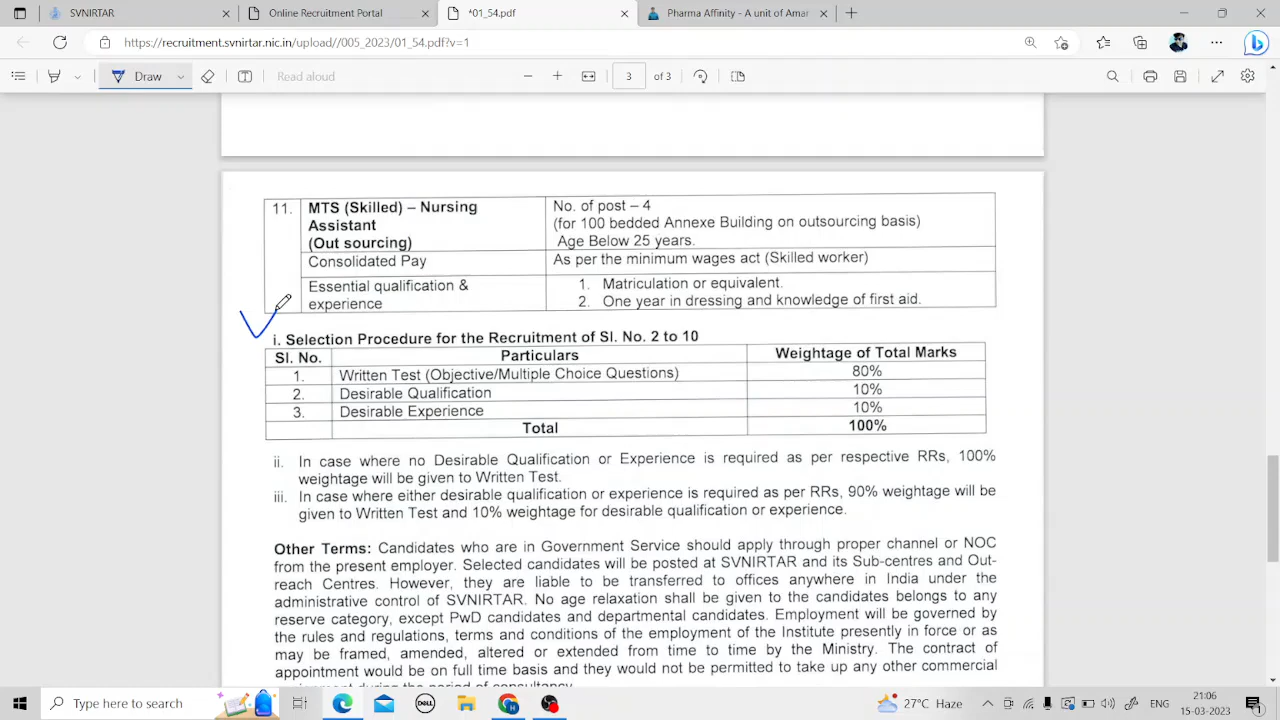 SVNIRTAR
Online Recruitment Portal
*01_54.pdf
Pharma Affinity - A unit of Amar
https://recruitment.svnirtar.nic.in/upload//005_2023/01_54.pdf?v=1
Draw
Read aloud
3
of 3
11.
MTS (Skilled) – Nursing
Assistant
(Out sourcing)
No. of post – 4
(for 100 bedded Annexe Building on outsourcing basis)
Age Below 25 years.
Consolidated Pay
As per the minimum wages act (Skilled worker)
Essential qualification &
experience
1. Matriculation or equivalent.
2. One year in dressing and knowledge of first aid.
i. Selection Procedure for the Recruitment of Sl. No. 2 to 10
Sl. No. Particulars Weightage of Total Marks
1. Written Test (Objective/Multiple Choice Questions) 80%
2. Desirable Qualification 10%
3. Desirable Experience 10%
Total 100%
ii. In case where no Desirable Qualification or Experience is required as per respective RRs, 100%
weightage will be given to Written Test.
iii. In case where either desirable qualification or experience is required as per RRs, 90% weightage will be
given to Written Test and 10% weightage for desirable qualification or experience.
Other Terms: Candidates who are in Government Service should apply through proper channel or NOC
from the present employer. Selected candidates will be posted at SVNIRTAR and its Sub-centres and Out-
reach Centres. However, they are liable to be transferred to offices anywhere in India under the
administrative control of SVNIRTAR. No age relaxation shall be given to the candidates belongs to any
reserve category, except PwD candidates and departmental candidates. Employment will be governed by
the rules and regulations, terms and conditions of the employment of the Institute presently in force or as
may be framed, amended, altered or extended from time to time by the Ministry. The contract of
appointment would be on full time basis and they would not be permitted to take up any other commercial
during the period of consultancy
Type here to search
DELL
27°C Haze
ENG
21:06
15-03-2023
1